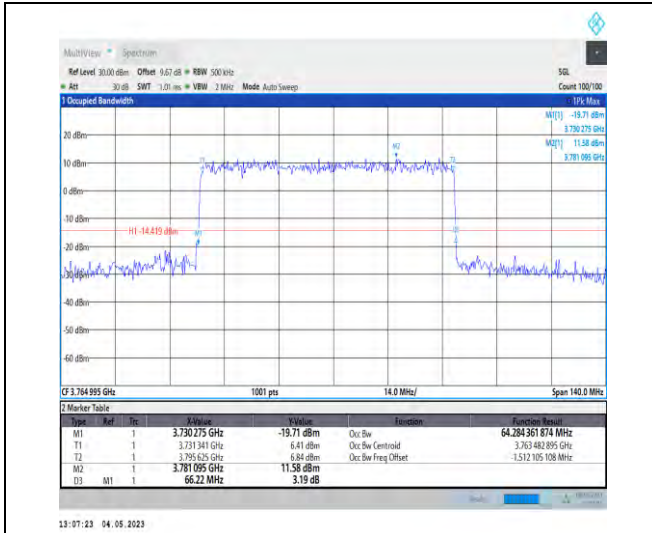 MultiView Spectrum
Ref Level 30.00 dBm Offset 9.67 dB RBW 500 kHz SGL
Att 30 dB SWT 1.01 ms VBW 2 MHz Mode Auto Sweep Count 100/100
1 Occupied Bandwidth 1Pk Max
M1[1] -19.71 dBm
3.730 275 GHz
M2[1] 11.58 dBm
3.781 095 GHz
20 dBm
M2
10 dBm
T1
T2
0 dBm
-10 dBm
H1 -14.419 dBm
M1
-20 dBm
-30 dBm
-40 dBm
-50 dBm
-60 dBm
CF 3.764 995 GHz 1001 pts 14.0 MHz/ Span 140.0 MHz
2 Marker Table
Type Ref Trc X-Value Y-Value Function Function Result
M1 1 3.730 275 GHz -19.71 dBm Occ Bw 64.284 361 874 MHz
T1 1 3.731 341 GHz 6.41 dBm Occ Bw Centroid 3.763 482 895 GHz
T2 1 3.795 625 GHz 6.84 dBm Occ Bw Freq Offset -1.512 105 108 MHz
M2 1 3.781 095 GHz 11.58 dBm
D3 M1 1 66.22 MHz 3.19 dB
13:07:23 04.05.2023